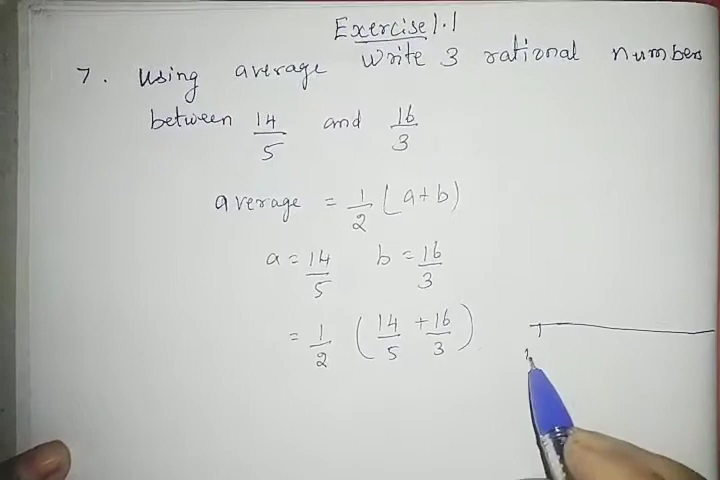 Exercise 1.1
7. Using average write 3 rational numbers
between 14/5 and 16/3
average = 1/2 (a+b)
a = 14/5 b = 16/3
= 1/2 (14/5 + 16/3)